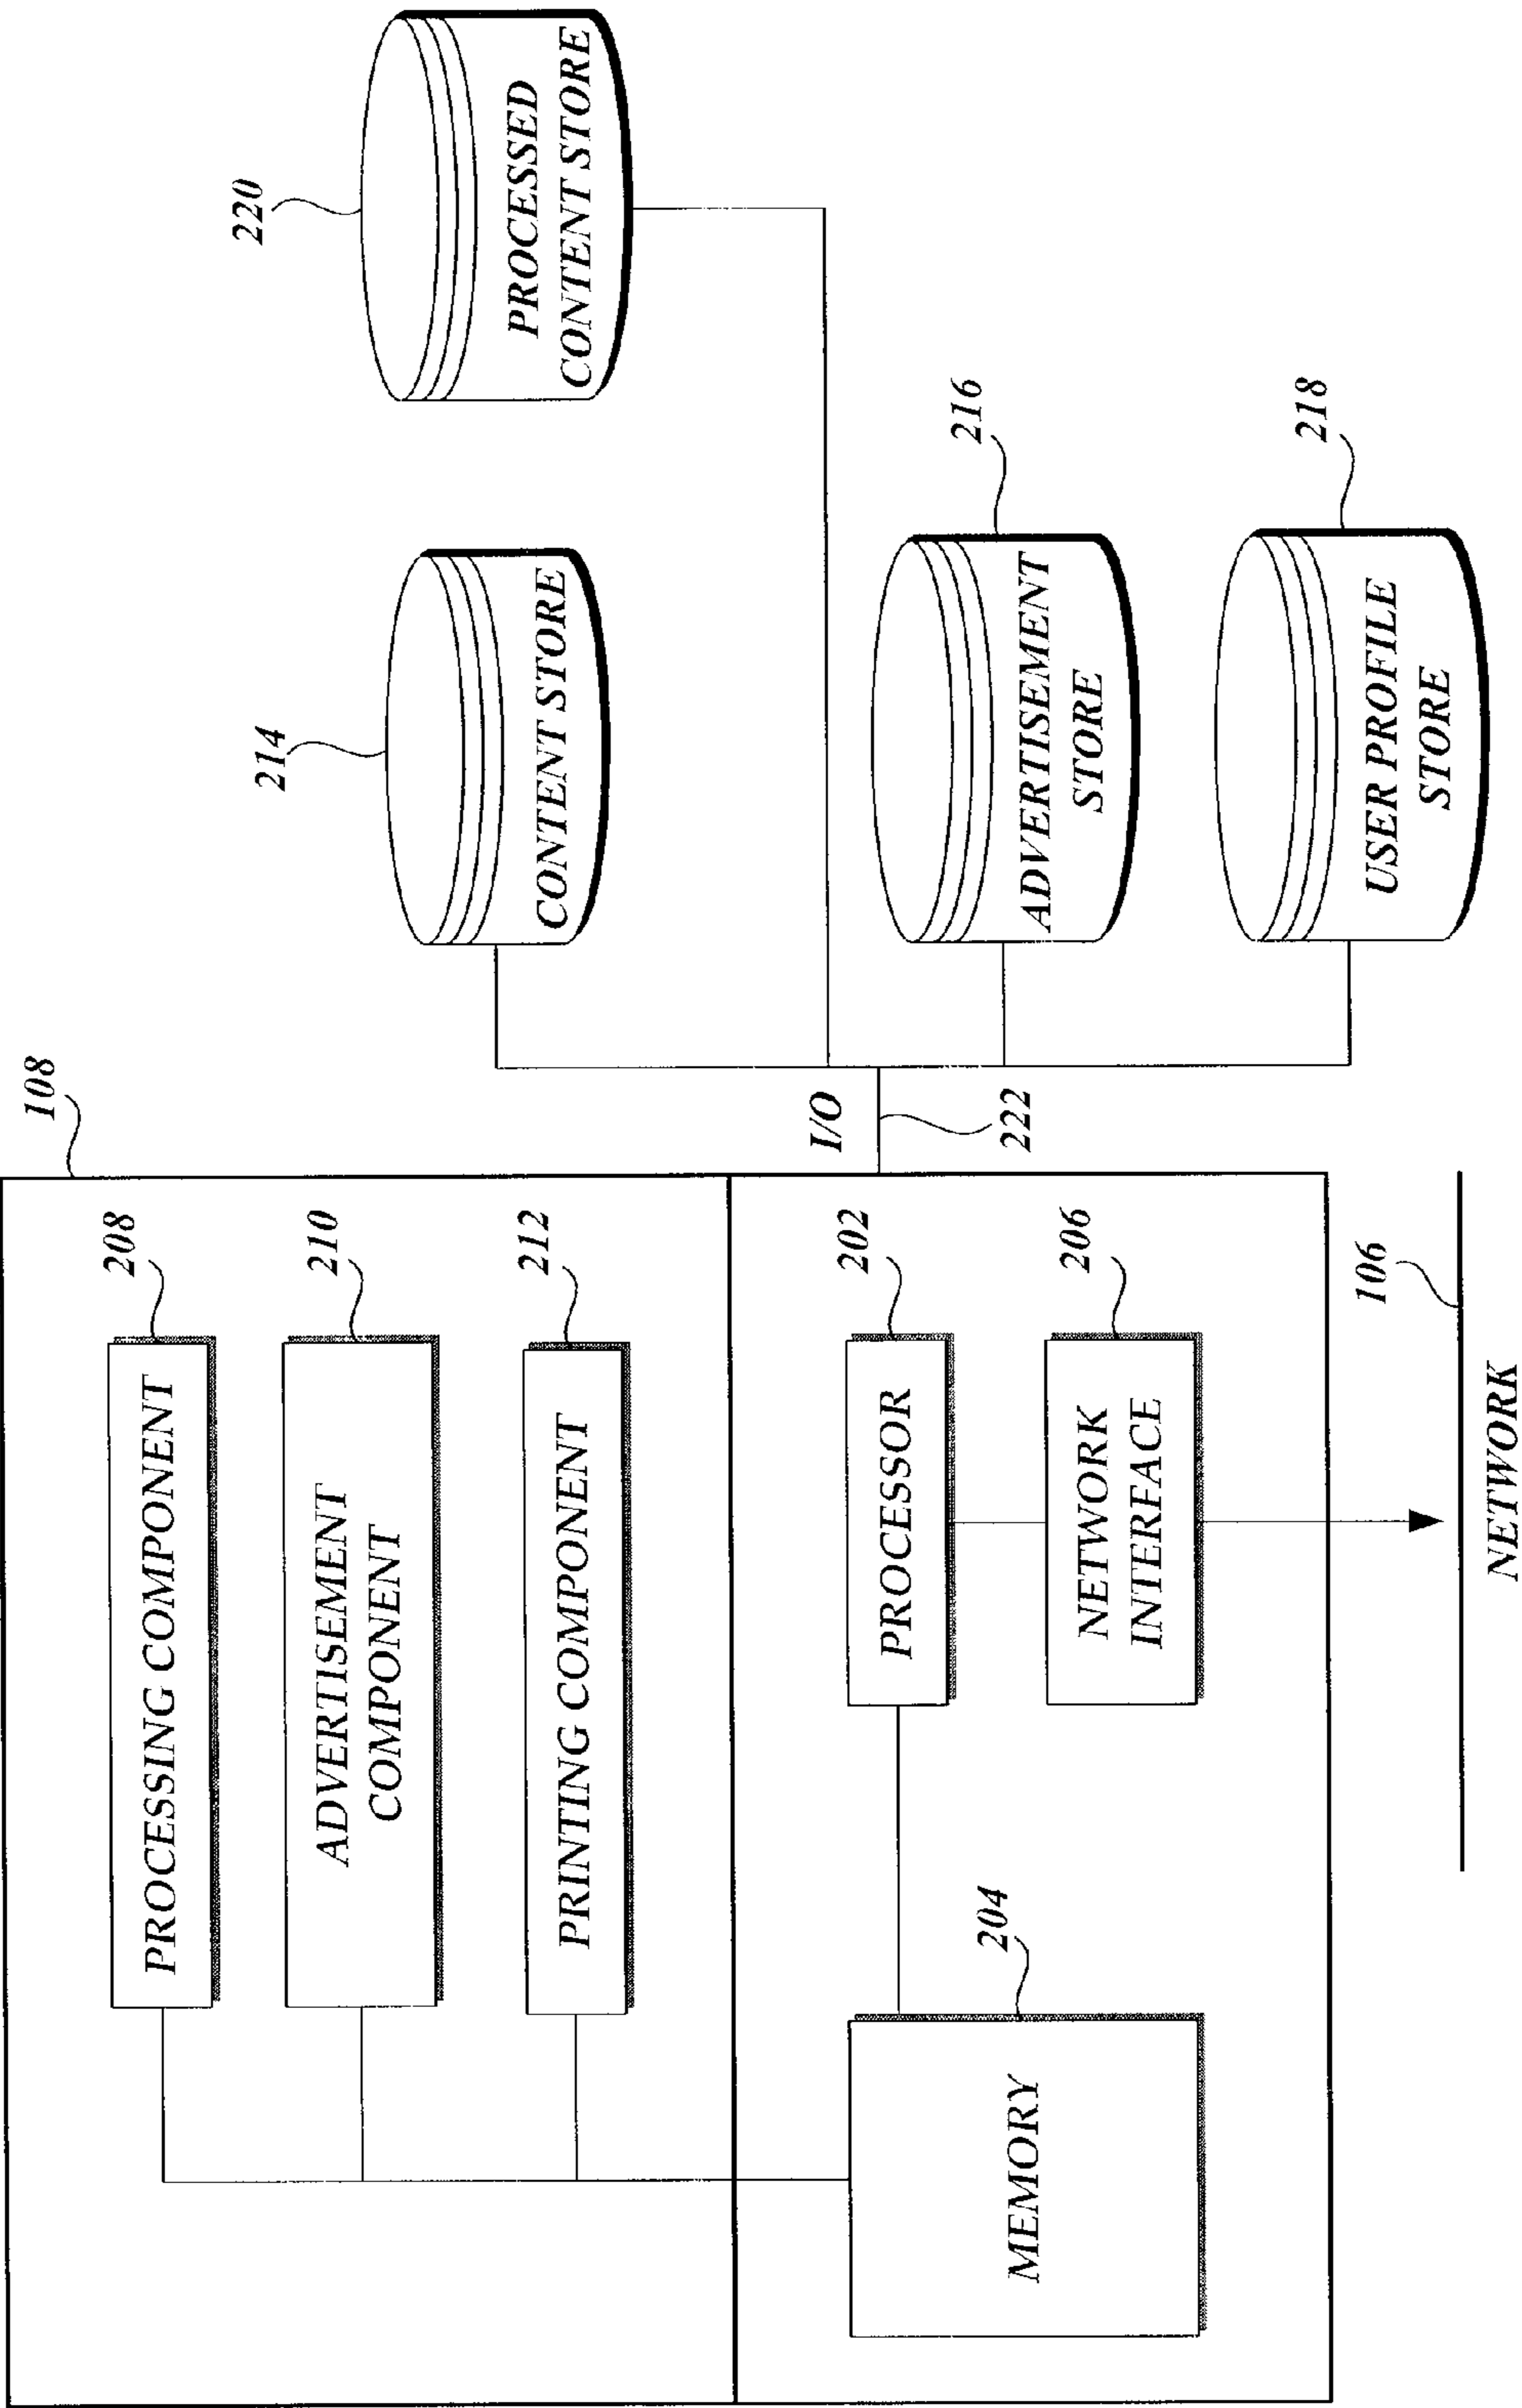 108
208
PROCESSING COMPONENT
210
ADVERTISEMENT
COMPONENT
212
PRINTING COMPONENT
202
PROCESSOR
206
NETWORK
INTERFACE
204
MEMORY
106
NETWORK
I/O
222
214
CONTENT STORE
220
PROCESSED
CONTENT STORE
216
ADVERTISEMENT
STORE
218
USER PROFILE
STORE